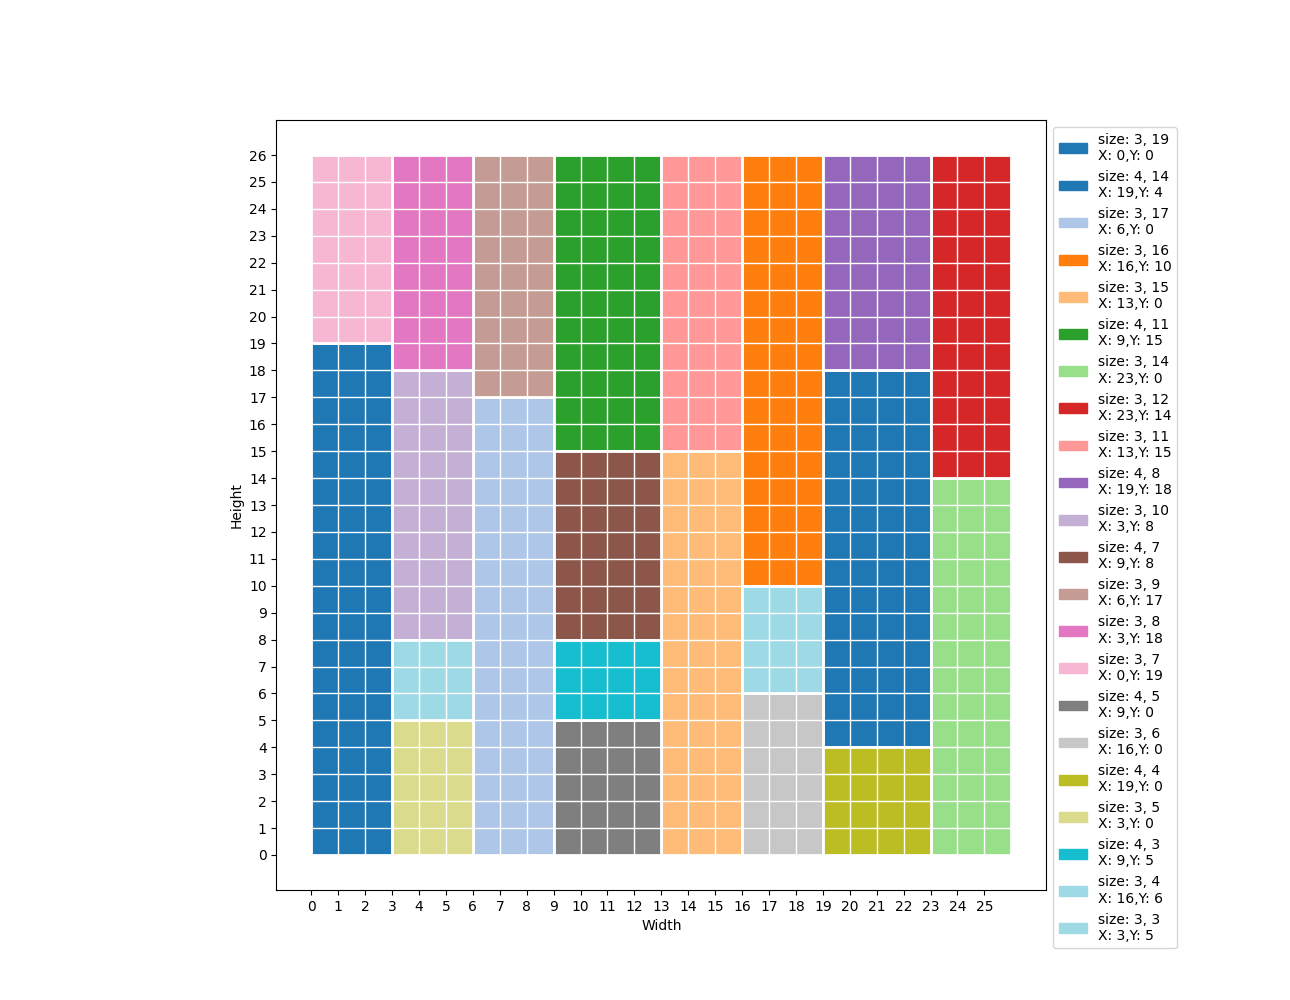 26
25
24
23
22
21
20
19
18
17
16
15
14
13
12
11
10
9
8
7
6
5
4
3
2
1
0
Height
0 1 2 3 4 5 6 7 8 9 10 11 12 13 14 15 16 17 18 19 20 21 22 23 24 25
Width
size: 3, 19
X: 0,Y: 0
size: 4, 14
X: 19,Y: 4
size: 3, 17
X: 6,Y: 0
size: 3, 16
X: 16,Y: 10
size: 3, 15
X: 13,Y: 0
size: 4, 11
X: 9,Y: 15
size: 3, 14
X: 23,Y: 0
size: 3, 12
X: 23,Y: 14
size: 3, 11
X: 13,Y: 15
size: 4, 8
X: 19,Y: 18
size: 3, 10
X: 3,Y: 8
size: 4, 7
X: 9,Y: 8
size: 3, 9
X: 6,Y: 17
size: 3, 8
X: 3,Y: 18
size: 3, 7
X: 0,Y: 19
size: 4, 5
X: 9,Y: 0
size: 3, 6
X: 16,Y: 0
size: 4, 4
X: 19,Y: 0
size: 3, 5
X: 3,Y: 0
size: 4, 3
X: 9,Y: 5
size: 3, 4
X: 16,Y: 6
size: 3, 3
X: 3,Y: 5